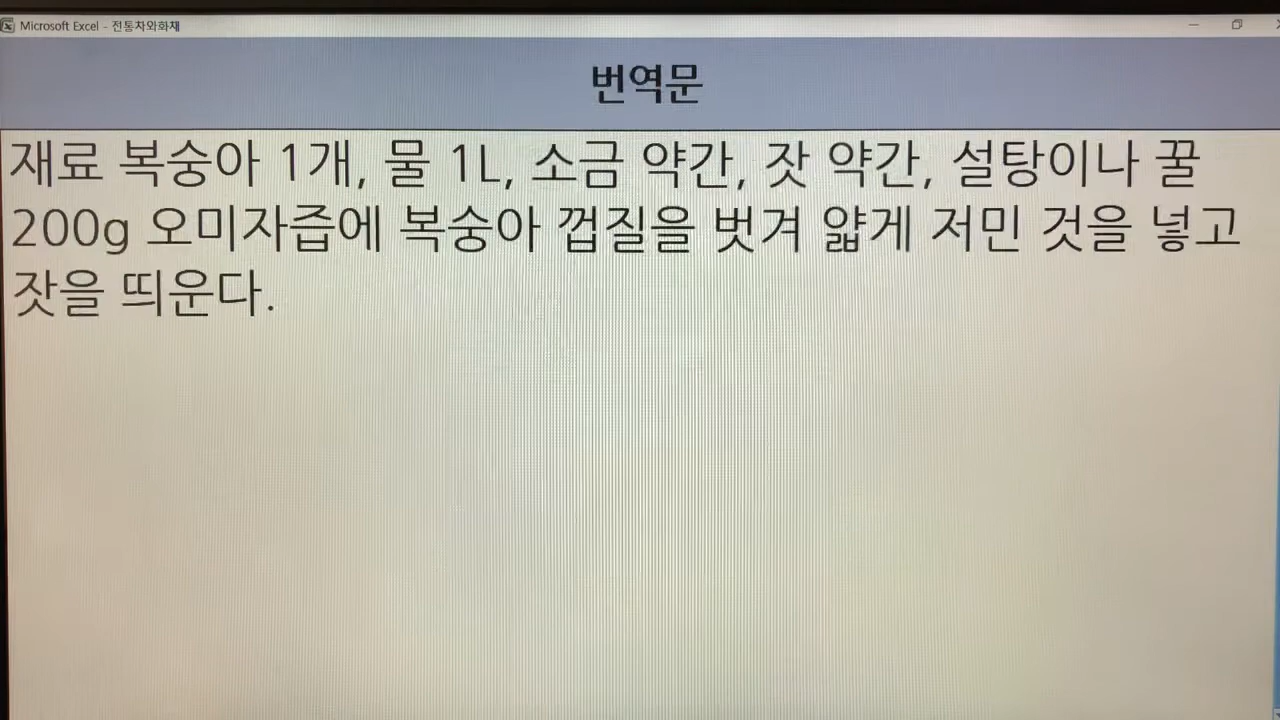 Microsoft Excel - 전통차와화채
번역문
재료 복숭아 1개, 물 1L, 소금 약간, 잣 약간, 설탕이나 꿀
200g 오미자즙에 복숭아 껍질을 벗겨 얇게 저민 것을 넣고
잣을 띄운다.